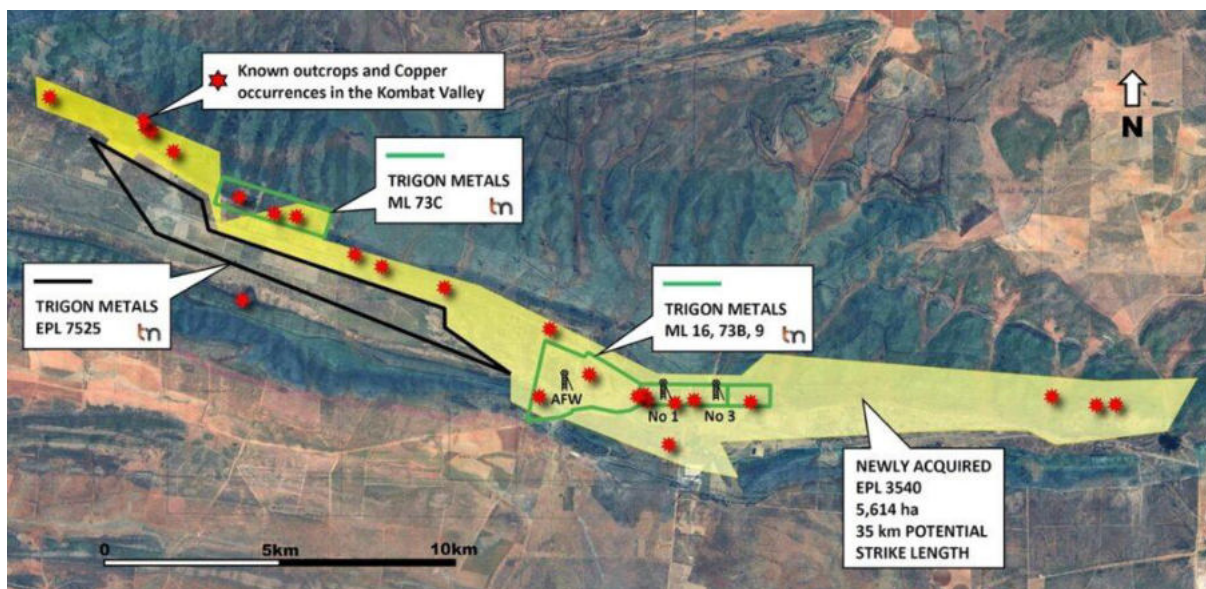 Known outcrops and Copper
occurrences in the Kombat Valley
N
TRIGON METALS
ML 73C
tn
TRIGON METALS
EPL 7525
tn
TRIGON METALS
ML 16, 73B, 9
tn
AFW
No 1
No 3
NEWLY ACQUIRED
EPL 3540
5,614 ha
35 km POTENTIAL
STRIKE LENGTH
0
5km
10km